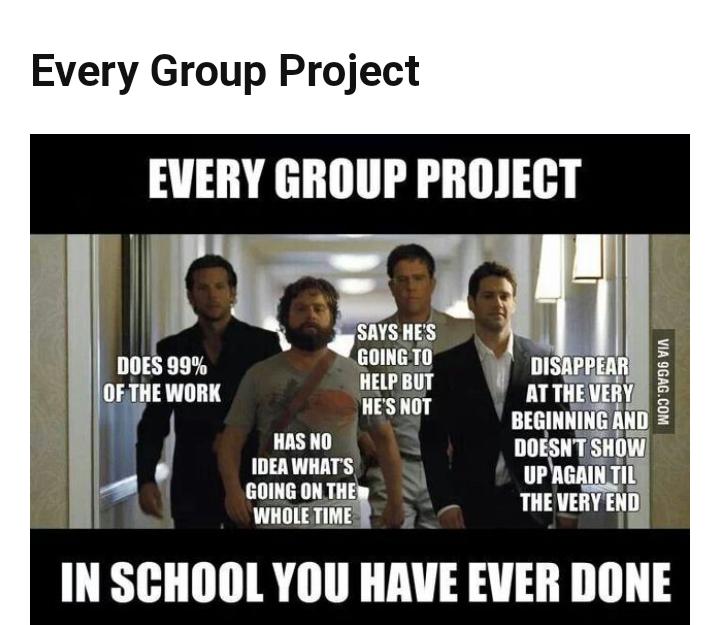 Every Group Project
EVERY GROUP PROJECT
DOES 99%
OF THE WORK
HAS NO
IDEA WHAT'S
GOING ON THE
WHOLE TIME
SAYS HE'S
GOING TO
HELP BUT
HE'S NOT
DISAPPEAR
AT THE VERY
BEGINNING AND
DOESN'T SHOW
UP AGAIN TIL
THE VERY END
VIA 9GAG.COM
IN SCHOOL YOU HAVE EVER DONE